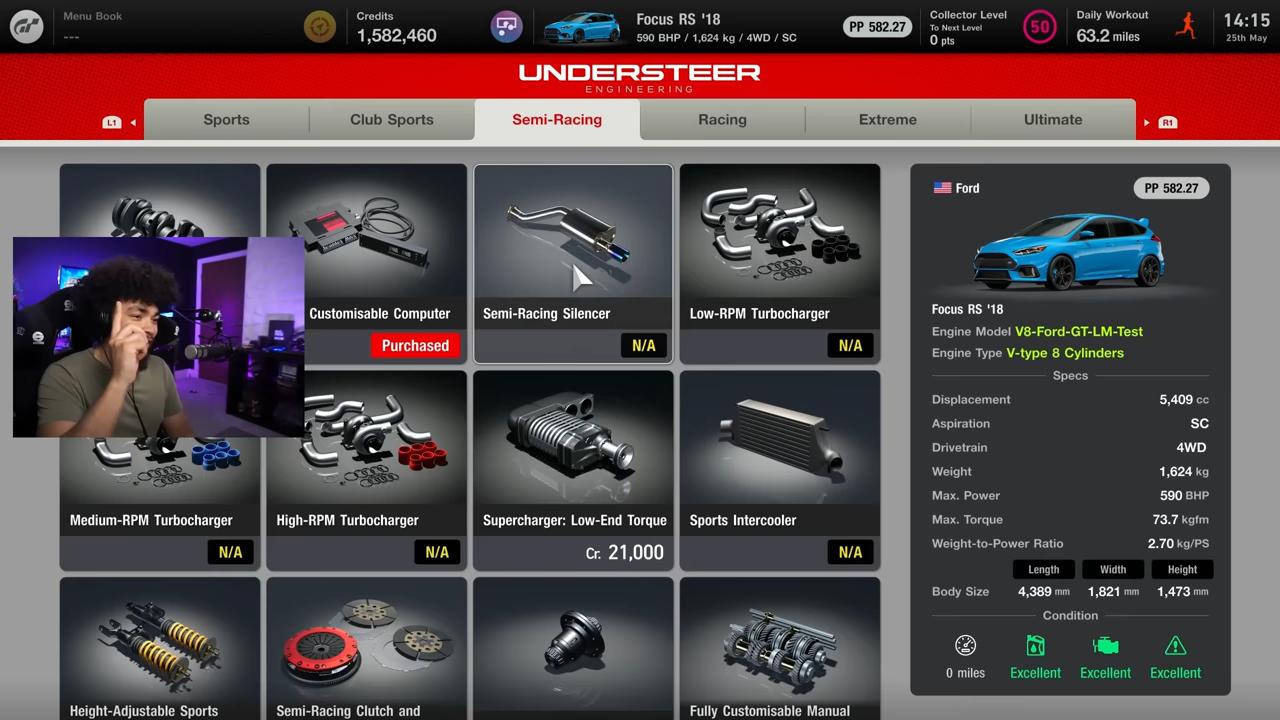 Menu Book
---
Credits
1,582,460
Focus RS '18
590 BHP / 1,624 kg / 4WD / SC
PP 582.27
Collector Level
To Next Level
0 pts
50
Daily Workout
63.2 miles
14:15
25th May
UNDERSTEER
ENGINEERING
L1
Sports
Club Sports
Semi-Racing
Racing
Extreme
Ultimate
R1
Customisable Computer
Purchased
Semi-Racing Silencer
N/A
Low-RPM Turbocharger
N/A
Medium-RPM Turbocharger
N/A
High-RPM Turbocharger
N/A
Supercharger: Low-End Torque
Cr. 21,000
Sports Intercooler
N/A
Height-Adjustable Sports
Semi-Racing Clutch and
Fully Customisable Manual
Ford
PP 582.27
Focus RS '18
Engine Model V8-Ford-GT-LM-Test
Engine Type V-type 8 Cylinders
Specs
Displacement 5,409 cc
Aspiration SC
Drivetrain 4WD
Weight 1,624 kg
Max. Power 590 BHP
Max. Torque 73.7 kgfm
Weight-to-Power Ratio 2.70 kg/PS
Length Width Height
Body Size 4,389 mm 1,821 mm 1,473 mm
Condition
0 miles Excellent Excellent Excellent